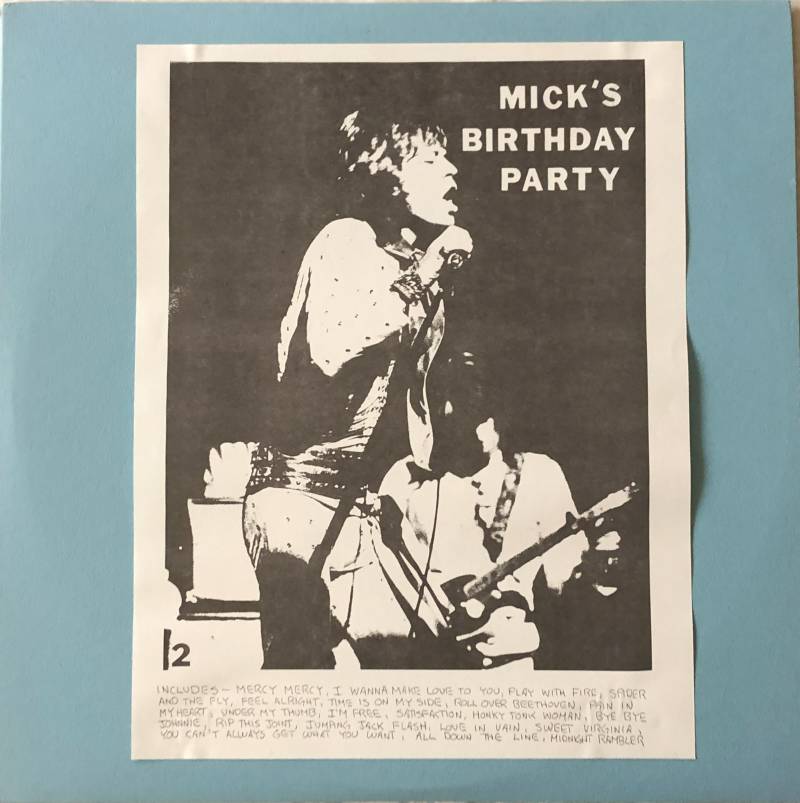 MICK'S
BIRTHDAY
PARTY
2
INCLUDES - MERCY MERCY, I WANNA MAKE LOVE TO YOU, PLAY WITH FIRE, SPIDER
AND THE FLY, FEEL ALRIGHT, TIME IS ON MY SIDE, ROLL OVER BEETHOVEN, PAIN IN
MY HEART, UNDER MY THUMB, I'M FREE, SATISFACTION, HONKY TONK WOMAN, BYE BYE
JOHNNIE, RIP THIS JOINT, JUMPING JACK FLASH, LOVE IN VAIN, SWEET VIRGINIA,
YOU CAN'T ALWAYS GET WHAT YOU WANT, ALL DOWN THE LINE, MIDNIGHT RAMBLER